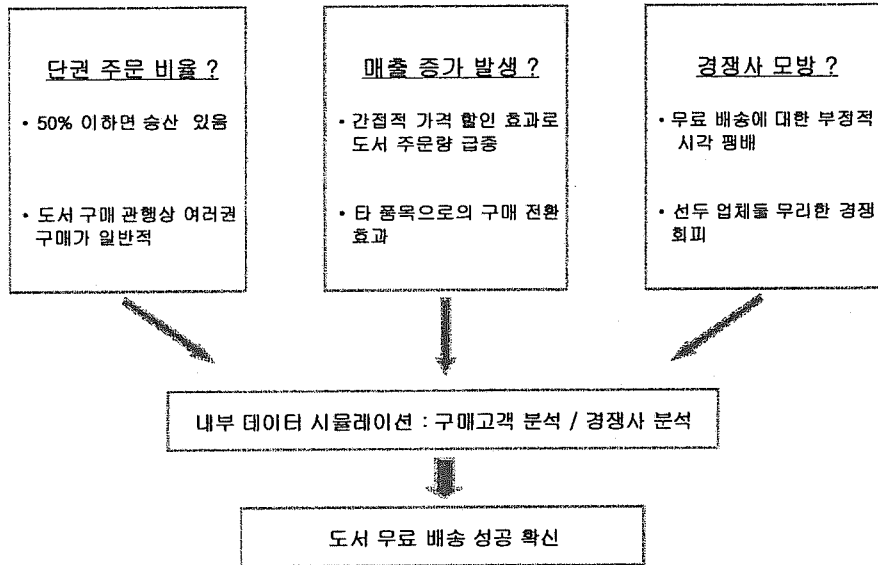 단권 주문 비율 ?
• 50% 이하면 승산 있음
• 도서 구매 관행상 여러권
구매가 일반적
매출 증가 발생 ?
• 간접적 가격 할인 효과로
도서 주문량 급증
• 타 품목으로의 구매 전환
효과
경쟁사 모방 ?
• 무료 배송에 대한 부정적
시각 팽배
• 선두 업체들 무리한 경쟁
회피
내부 데이터 시뮬레이션 : 구매고객 분석 / 경쟁사 분석
도서 무료 배송 성공 확신